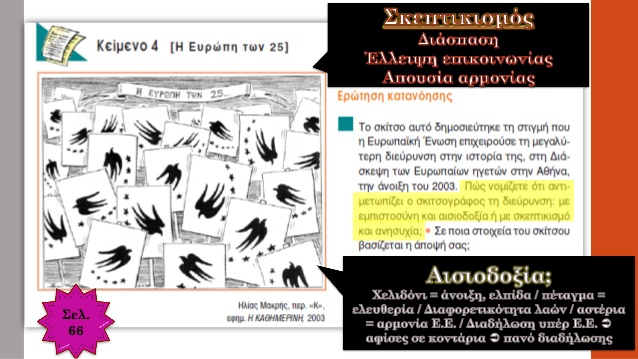 Σκεπτικισμός
Διάσπαση
Έλλειψη επικοινωνίας
Απουσία αρμονίας
Κείμενο 4 [Η Ευρώπη των 25]
Η ΕΥΡΩΠΗ ΤΩΝ 25...
Ηλίας Μακρής, περ. «Κ»,
εφημ. Η ΚΑΘΗΜΕΡΙΝΗ, 2003
Σελ.
66
Ερώτηση κατανόησης
Το σκίτσο αυτό δημοσιεύτηκε τη στιγμή που
η Ευρωπαϊκή Ένωση επιχειρούσε τη μεγαλύ-
τερη διεύρυνση στην ιστορία της, στη Διά-
σκεψη των Ευρωπαίων ηγετών στην Αθήνα,
την άνοιξη του 2003. Πώς νομίζετε ότι αντι-
μετωπίζει ο σκιτσογράφος τη διεύρυνση: με
εμπιστοσύνη και αισιοδοξία ή με σκεπτικισμό
και ανησυχία; • Σε ποια στοιχεία του σκίτσου
βασίζεται η άποψή σας;
Αισιοδοξία;
Χελιδόνι = άνοιξη, ελπίδα / πέταγμα =
ελευθερία / Διαφορετικότητα λαών / αστέρια
= αρμονία Ε.Ε. / Διαδήλωση υπέρ Ε.Ε. ➲
αφίσες σε κοντάρια ➲ πανό διαδήλωσης